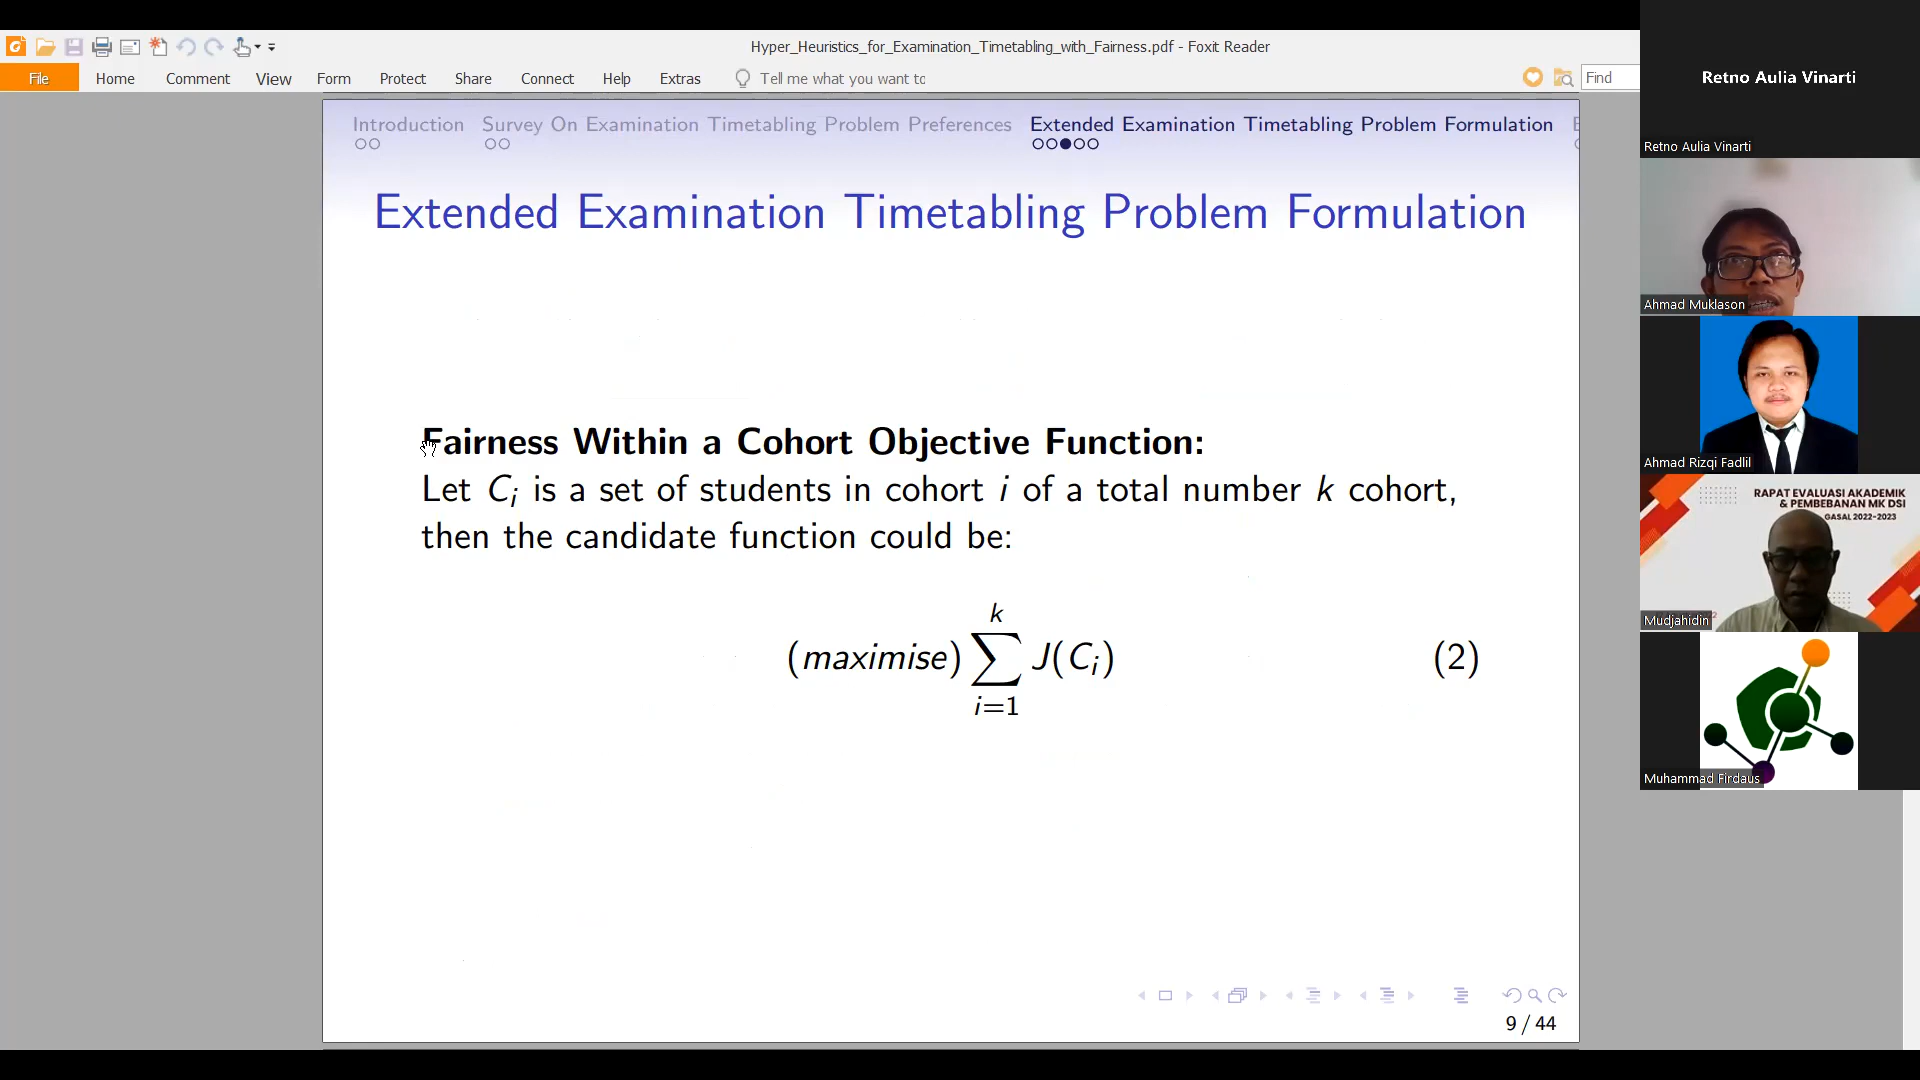 Hyper_Heuristics_for_Examination_Timetabling_with_Fairness.pdf - Foxit Reader
File Home Comment View Form Protect Share Connect Help Extras Tell me what you want to Find
Introduction Survey On Examination Timetabling Problem Preferences Extended Examination Timetabling Problem Formulation
Extended Examination Timetabling Problem Formulation
Fairness Within a Cohort Objective Function:
Let C_i is a set of students in cohort i of a total number k cohort,
then the candidate function could be:
(maximise) \sum_{i=1}^{k} J(C_i) (2)
9 / 44
Retno Aulia Vinarti
Retno Aulia Vinarti
Ahmad Muklason
Ahmad Rizqi Fadlil
RAPAT EVALUASI AKADEMIK
& PEMBEBANAN MK DSI
GASAL 2022-2023
Mudjahidin
Muhammad Firdaus